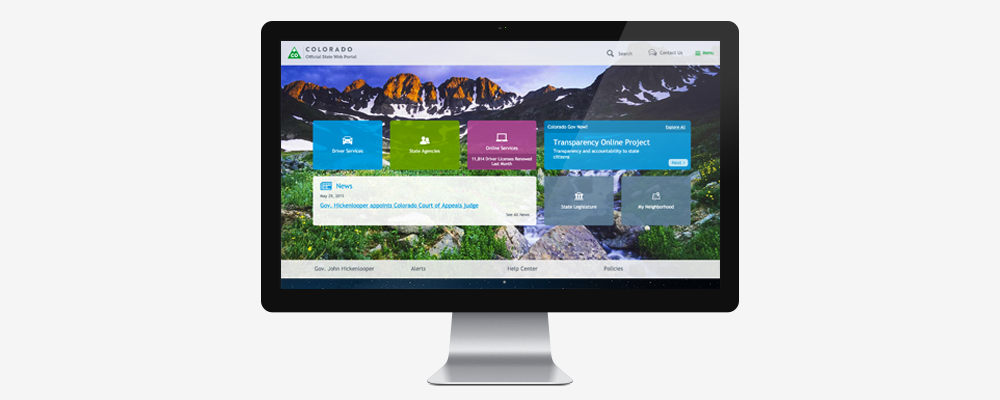 COLORADO
Official State Web Portal
Search
Contact Us
Menu
CO
Driver Services
State Agencies
Online Services
11,814 Driver Licenses Renewed
Last Month
Colorado Gov Now!
Explore All
Transparency Online Project
Transparency and accountability to state
citizens
Next >
News
May 29, 2015
Gov. Hickenlooper appoints Colorado Court of Appeals judge
See All News
State Legislature
My Neighborhood
Gov. John Hickenlooper
Alerts
Help Center
Policies